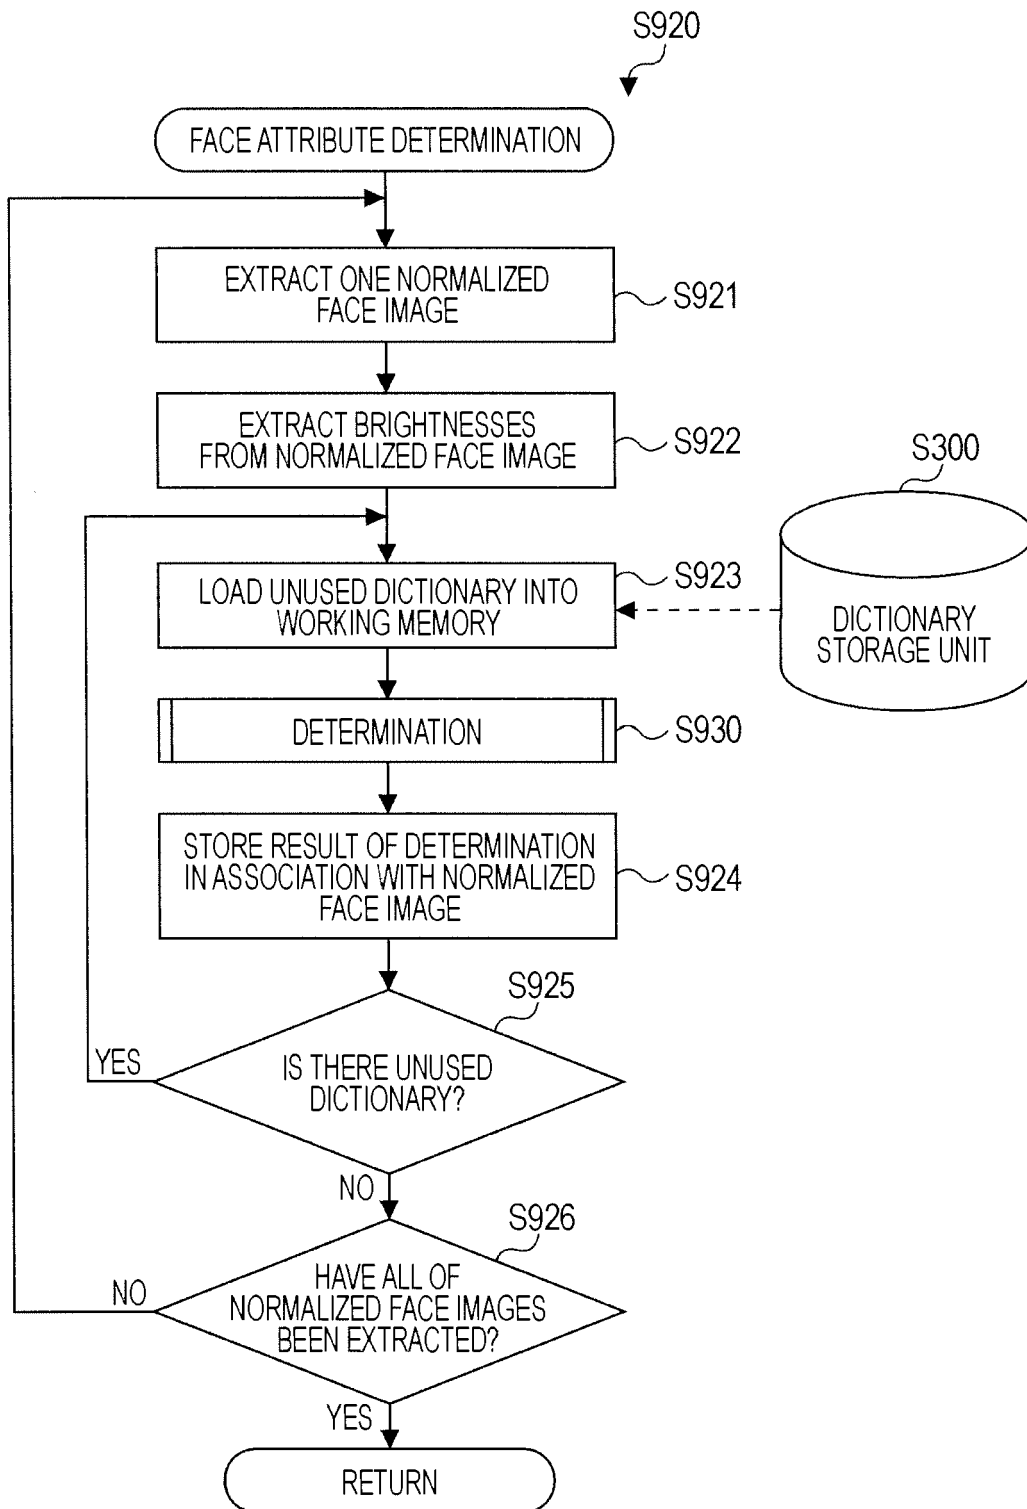 S920
FACE ATTRIBUTE DETERMINATION
EXTRACT ONE NORMALIZED
FACE IMAGE
S921
EXTRACT BRIGHTNESSES
FROM NORMALIZED FACE IMAGE
S922
S300
LOAD UNUSED DICTIONARY INTO
WORKING MEMORY
S923
DICTIONARY
STORAGE UNIT
DETERMINATION
S930
STORE RESULT OF DETERMINATION
IN ASSOCIATION WITH NORMALIZED
FACE IMAGE
S924
S925
YES
IS THERE UNUSED
DICTIONARY?
NO
S926
NO
HAVE ALL OF
NORMALIZED FACE IMAGES
BEEN EXTRACTED?
YES
RETURN